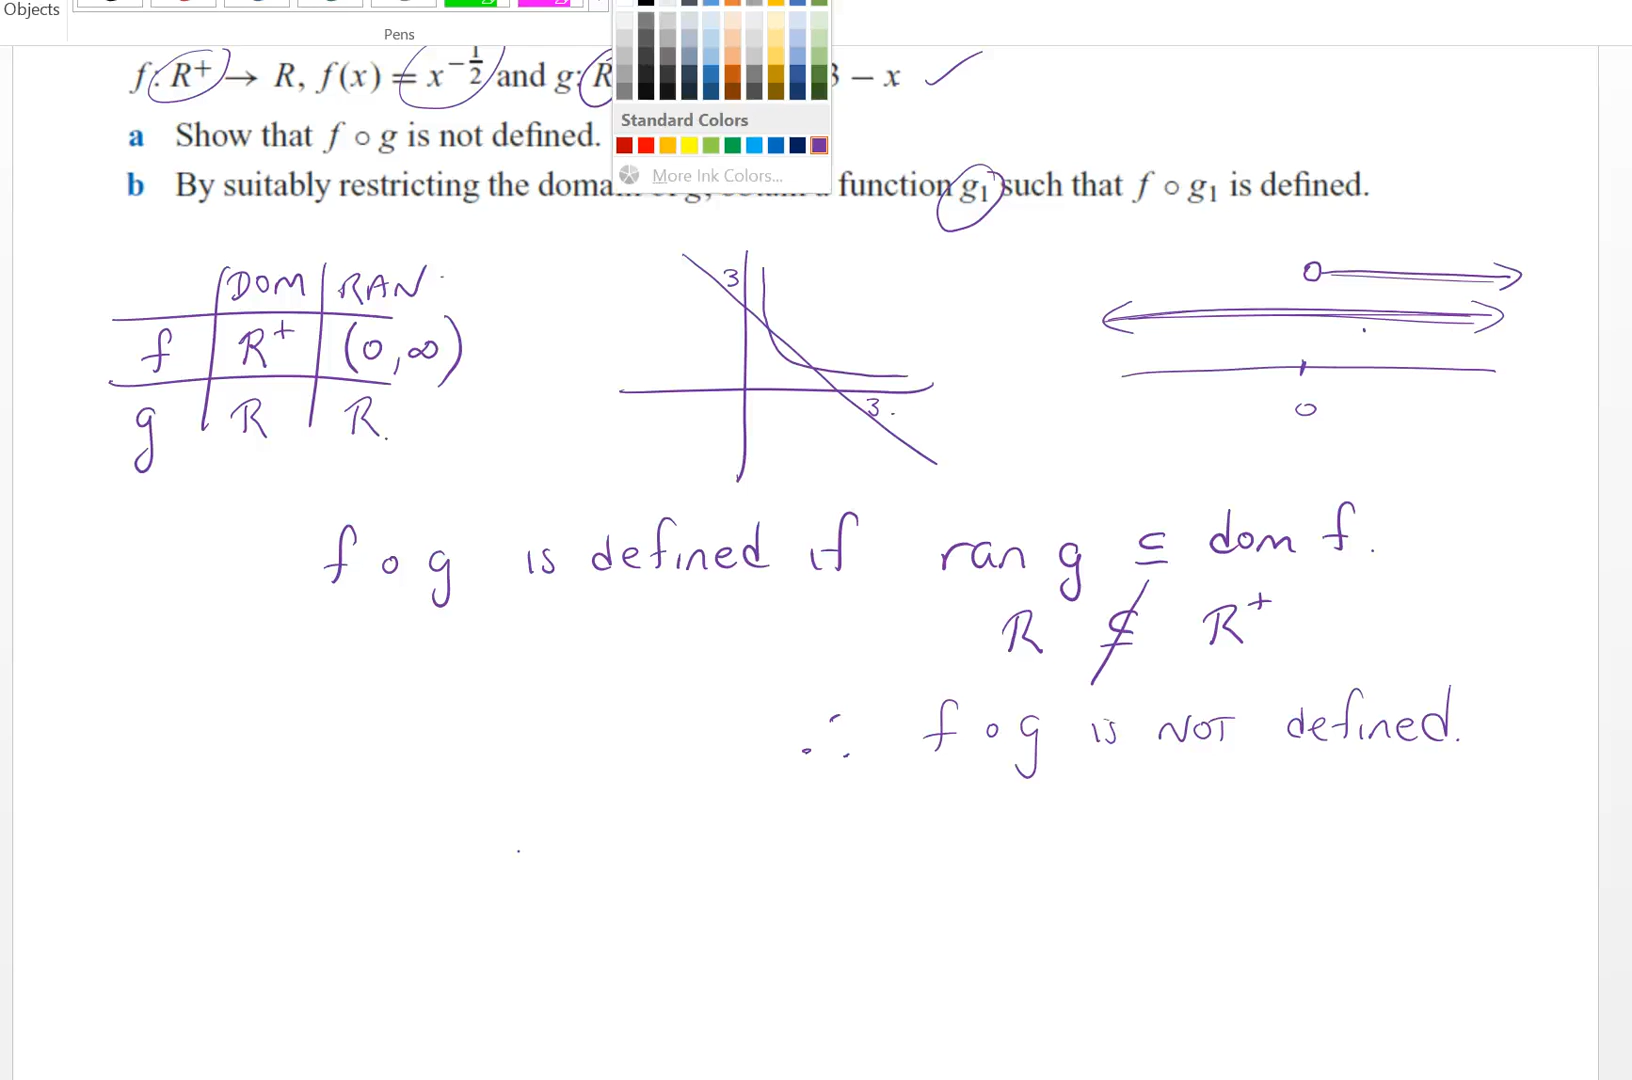 Objects
Pens
f: R⁺ → R, f(x) = x^(-1/2) and g: R 3 − x ✓
Standard Colors
a Show that f ∘ g is not defined.
More Ink Colors...
b By suitably restricting the function g₁ such that f ∘ g₁ is defined.
DOM RAN
f R⁺ (0, ∞)
g R R.
3
3.
0
f o g is defined if ran g ⊆ dom f.
R ⊈ R⁺
∴ f o g is NOT defined.